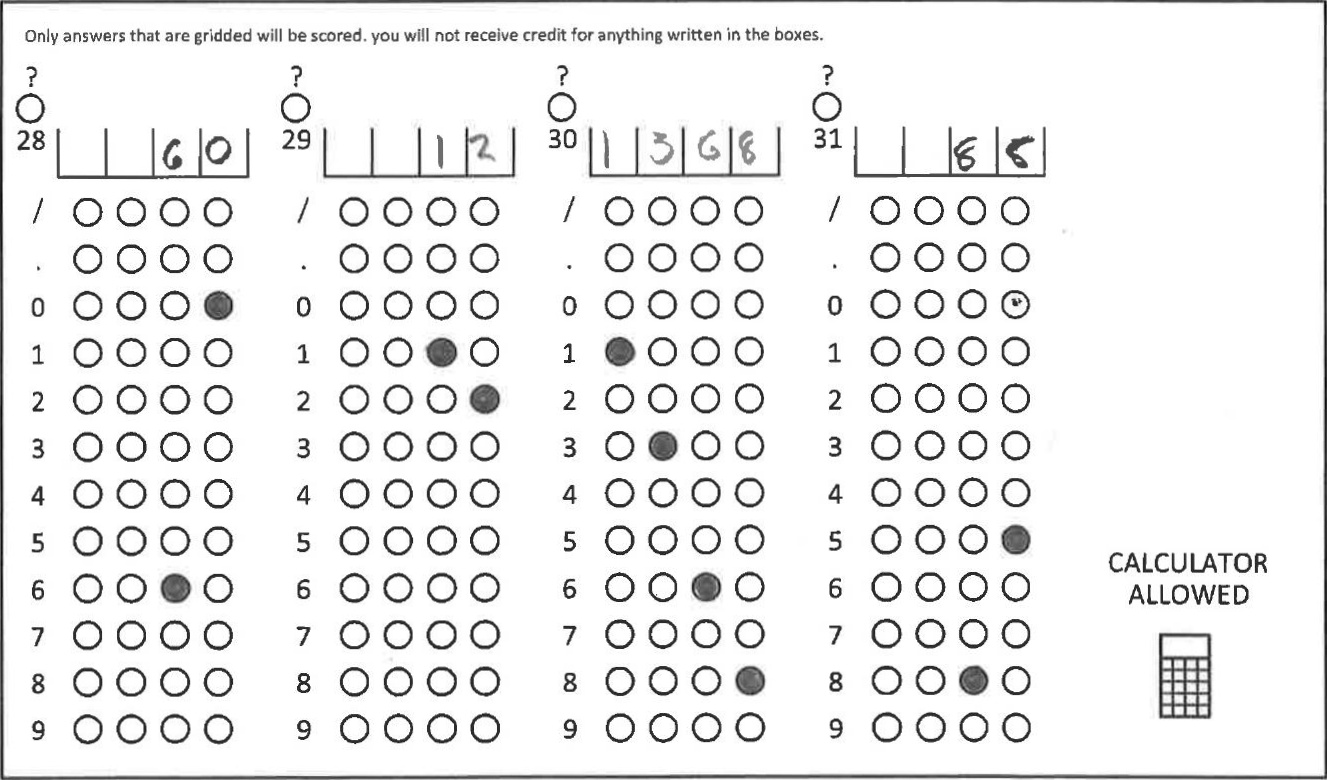 Only answers that are gridded will be scored. you will not receive credit for anything written in the boxes.
? ? ? ?
28 6 0 29 1 2 30 1 3 6 8 31 8 5
/ / / /
. . . .
0 0 0 0
1 1 1 1
2 2 2 2
3 3 3 3
4 4 4 4
5 5 5 5
6 6 6 6
7 7 7 7
8 8 8 8
9 9 9 9
CALCULATOR
ALLOWED